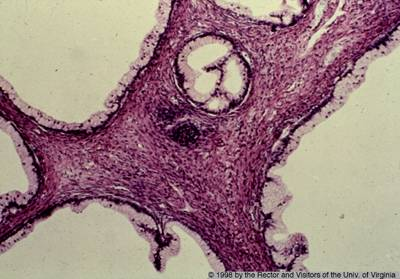 © 1998 by the Rector and Visitors of the Univ. of Virginia